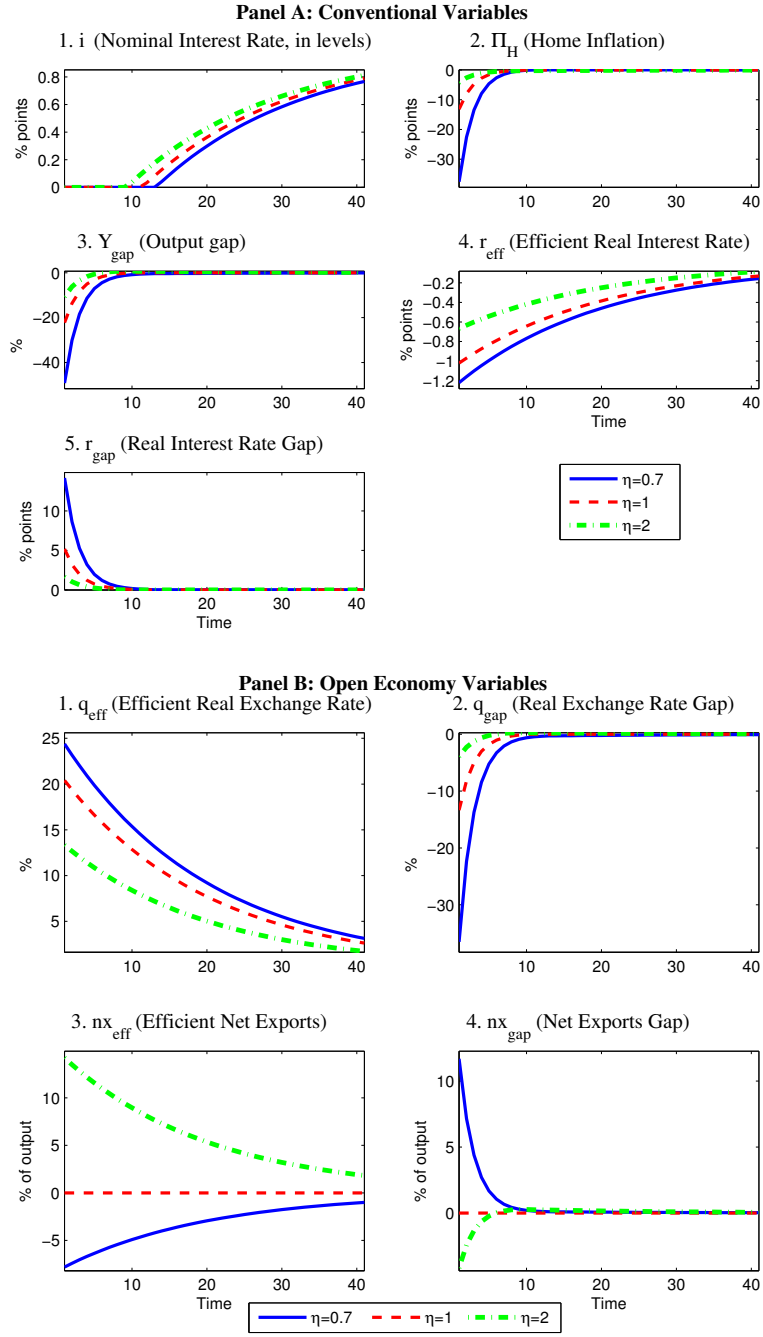 Panel A: Conventional Variables
1. i (Nominal Interest Rate, in levels)
2. Π_H (Home Inflation)
% points
0.8
0.6
0.4
0.2
0
10 20 30 40
% points
0
−10
−20
−30
10 20 30 40
3. Y_gap (Output gap)
4. r_eff (Efficient Real Interest Rate)
%
0
−20
−40
10 20 30 40
% points
−0.2
−0.4
−0.6
−0.8
−1
−1.2
10 20 30 40
Time
5. r_gap (Real Interest Rate Gap)
% points
10
5
0
10 20 30 40
Time
η=0.7
η=1
η=2
Panel B: Open Economy Variables
1. q_eff (Efficient Real Exchange Rate)
2. q_gap (Real Exchange Rate Gap)
%
25
20
15
10
5
10 20 30 40
%
0
−10
−20
−30
10 20 30 40
3. nx_eff (Efficient Net Exports)
4. nx_gap (Net Exports Gap)
% of output
10
5
0
−5
10 20 30 40
Time
% of output
10
5
0
10 20 30 40
Time
η=0.7 η=1 η=2